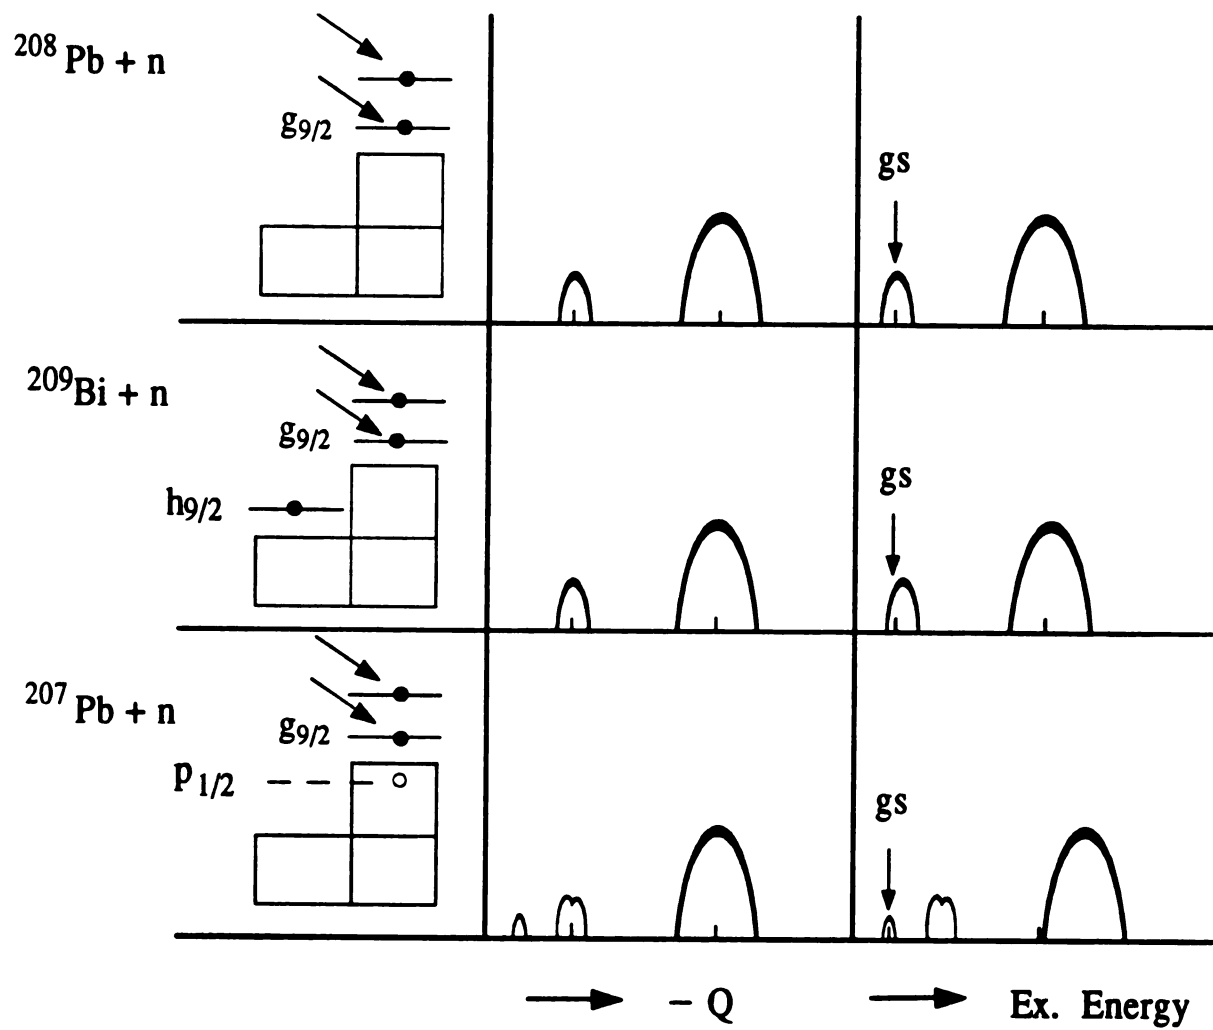 208Pb + n
g9/2
gs
209Bi + n
g9/2
h9/2
gs
207Pb + n
g9/2
p1/2
gs
– Q
Ex. Energy